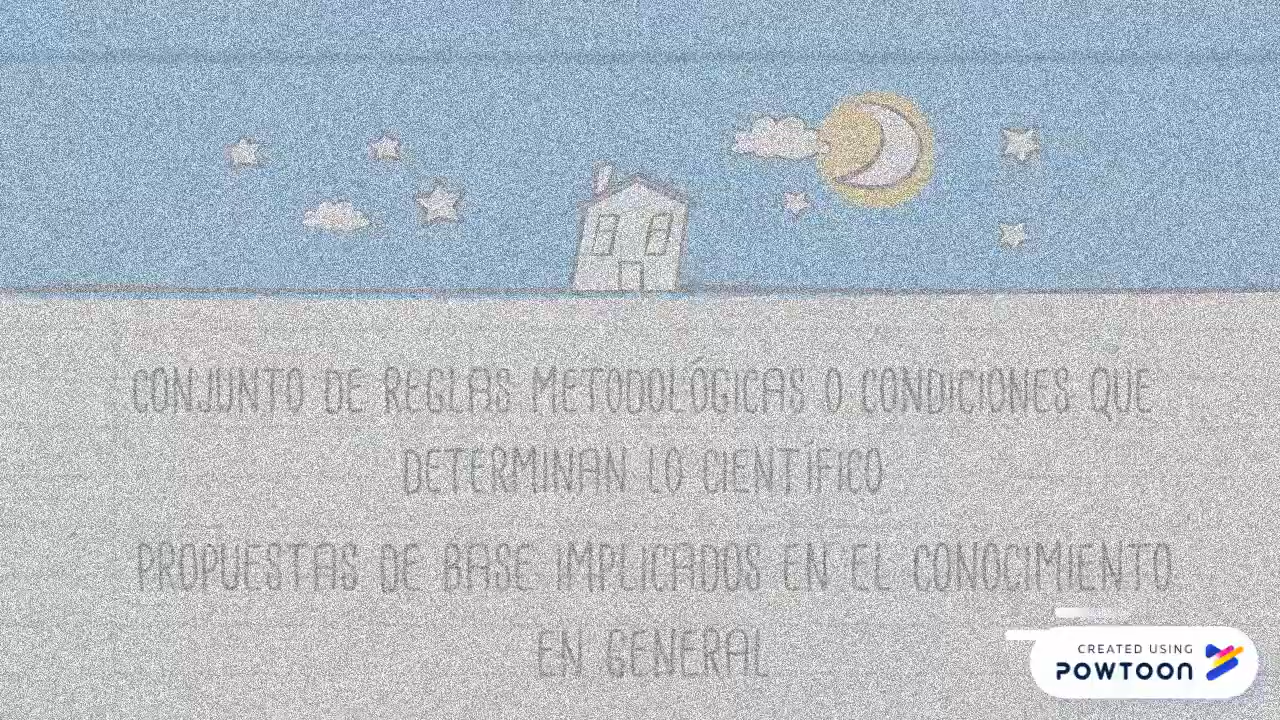 CONJUNTO DE REGLAS METODOLÓGICAS O CONDICIONES QUE
DETERMINAN LO CIENTÍFICO
PROPUESTAS DE BASE IMPLICADOS EN EL CONOCIMIENTO
EN GENERAL
CREATED USING
POWTOON